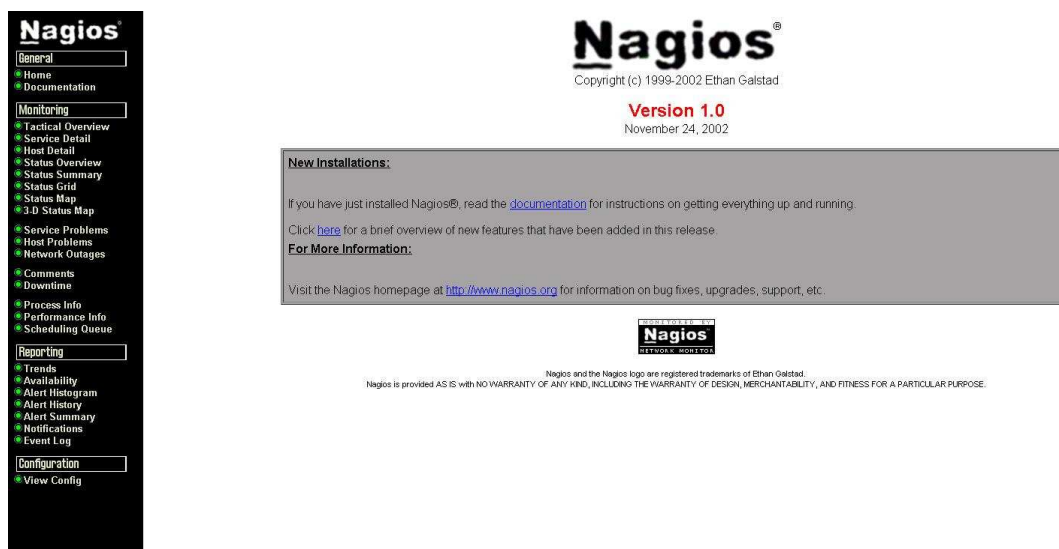 Nagios®
General
Home
Documentation
Monitoring
Tactical Overview
Service Detail
Host Detail
Status Overview
Status Summary
Status Grid
Status Map
3-D Status Map
Service Problems
Host Problems
Network Outages
Comments
Downtime
Process Info
Performance Info
Scheduling Queue
Reporting
Trends
Availability
Alert Histogram
Alert History
Alert Summary
Notifications
Event Log
Configuration
View Config
Nagios®
Copyright (c) 1999-2002 Ethan Galstad
Version 1.0
November 24, 2002
New Installations:
If you have just installed Nagios®, read the documentation for instructions on getting everything up and running.
Click here for a brief overview of new features that have been added in this release.
For More Information:
Visit the Nagios homepage at http://www.nagios.org for information on bug fixes, upgrades, support, etc.
MONITORED BY
Nagios®
NETWORK MONITOR
Nagios and the Nagios logo are registered trademarks of Ethan Galstad.
Nagios is provided AS IS with NO WARRANTY OF ANY KIND, INCLUDING THE WARRANTY OF DESIGN, MERCHANTABILITY, AND FITNESS FOR A PARTICULAR PURPOSE.